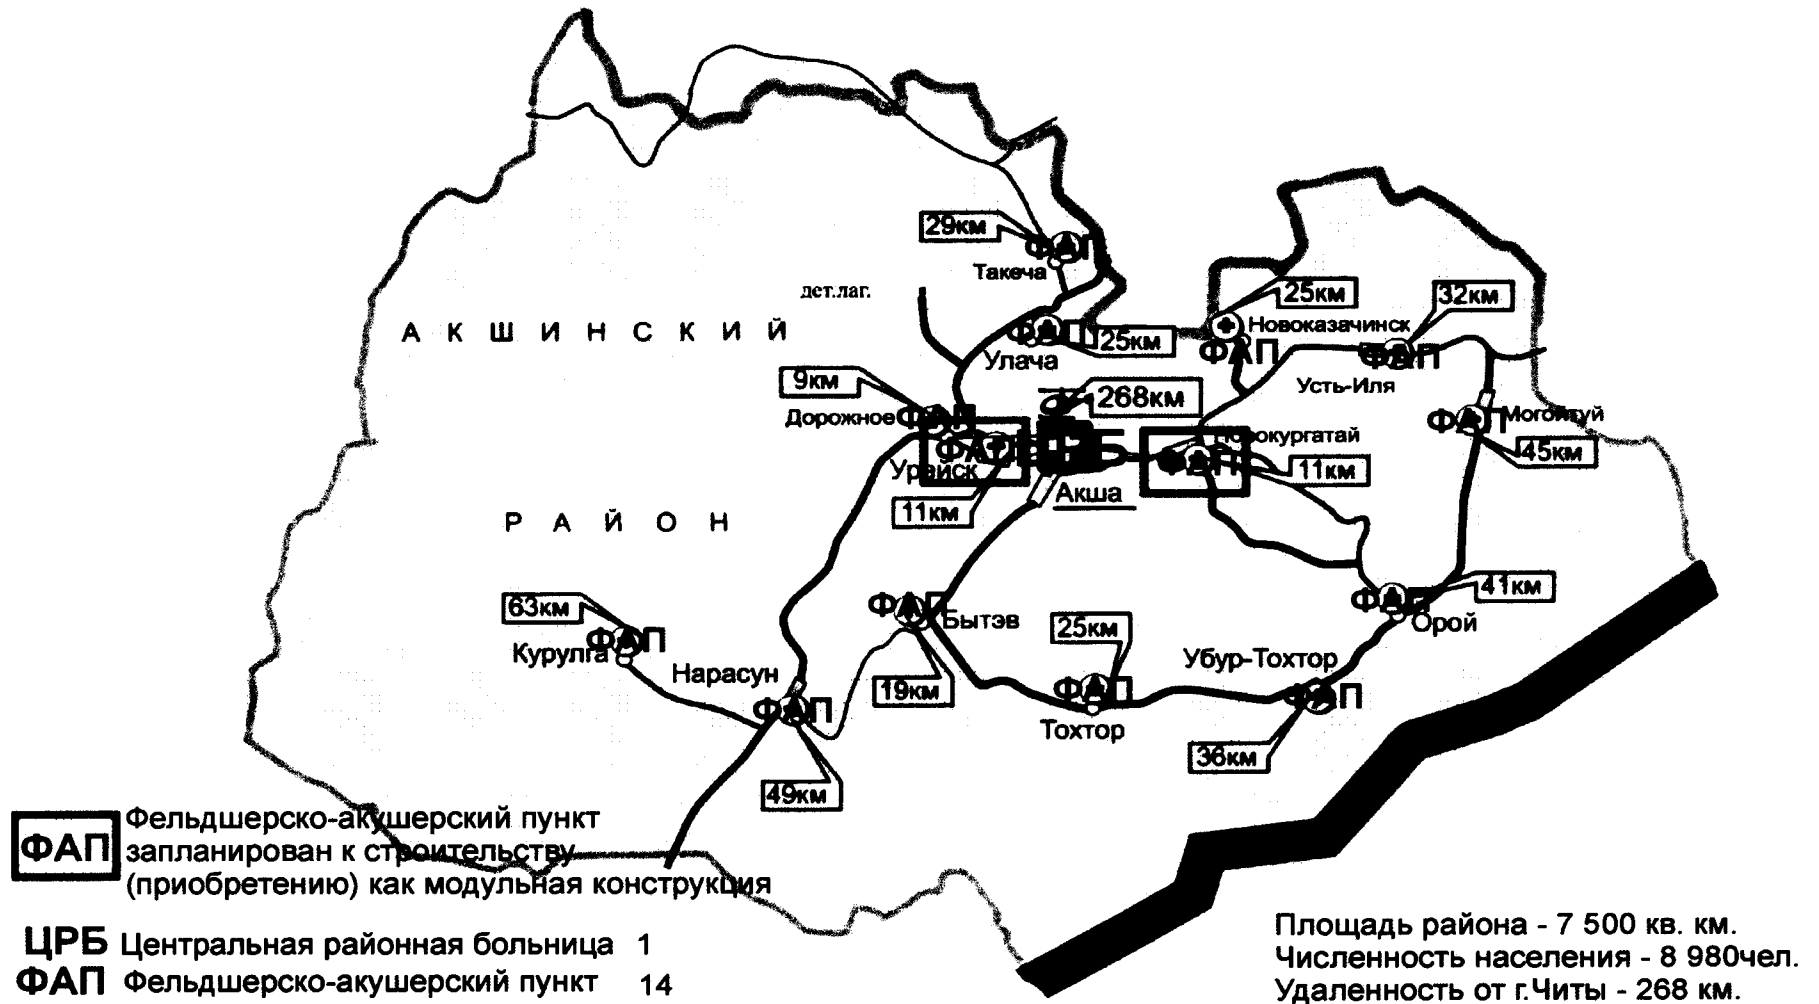 29км
ФАП
Такеча
дет.лаг.
25км
32км
АКШИНСКИЙ
ФАП
Улача
25км
Новоказачинск
ФАП
ФАП
Усть-Иля
9км
268км
Дорожное
ФАП
ФАП
Могойтуй
45км
Новокургатай
ФАП
Урейск
ФАП
11км
11км
Акша
РАЙОН
63км
ФАП
Курулга
ФАП
Бытэв
25км
41км
ФАП
Орой
Нарасун
ФАП
19км
ФАП
Тохтор
Убур-Тохтор
ФАП
36км
49км
ФАП
Фельдшерско-акушерский пункт
запланирован к строительству
(приобретению) как модульная конструкция
ЦРБ Центральная районная больница 1
ФАП Фельдшерско-акушерский пункт 14
Площадь района - 7 500 кв. км.
Численность населения - 8 980чел.
Удаленность от г.Читы - 268 км.